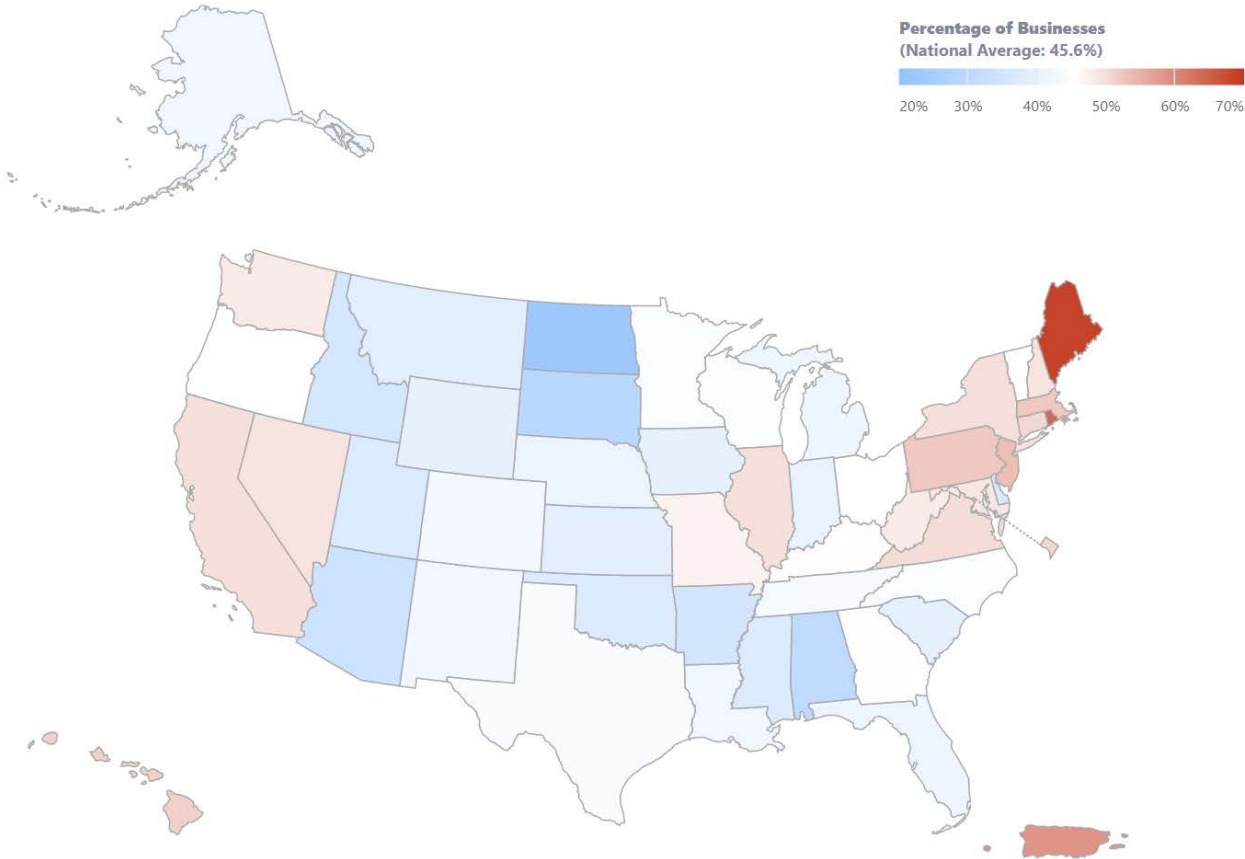 Percentage of Businesses
(National Average: 45.6%)
20% 30% 40% 50% 60% 70%